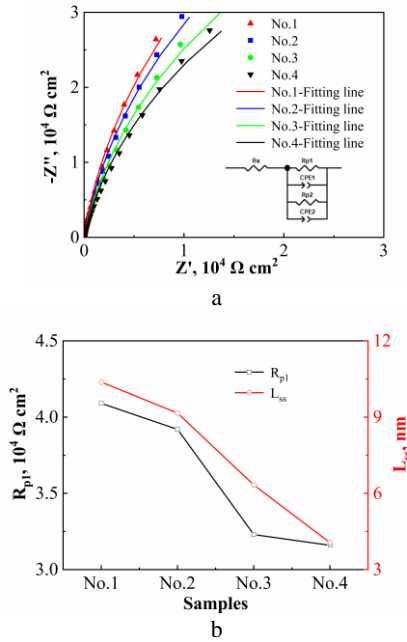 3
2
1
0
-Z'', 10⁴ Ω cm²
No.1
No.2
No.3
No.4
No.1-Fitting line
No.2-Fitting line
No.3-Fitting line
No.4-Fitting line
Rs
Rp1
CPE1
Rp2
CPE2
0 1 2 3
Z', 10⁴ Ω cm²
a
4.5
4.0
3.5
3.0
Rp1, 10⁴ Ω cm²
Rp1
Lss
12
9
6
3
0
Lss, nm
No.1 No.2 No.3 No.4
Samples
b